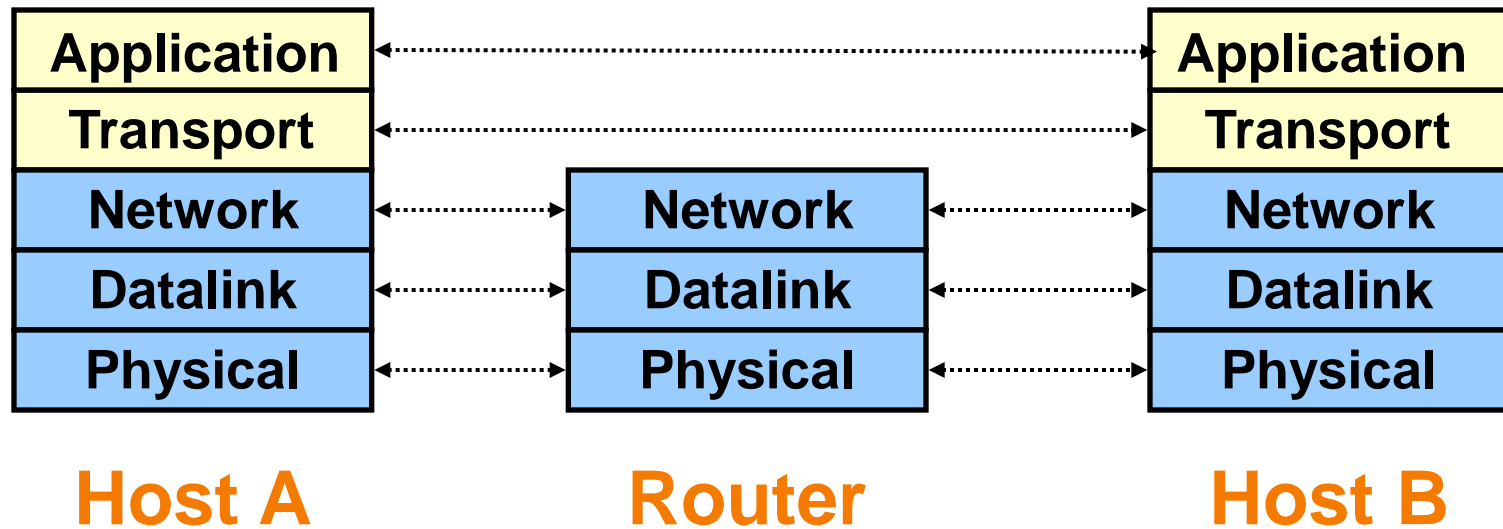 Application
Application
Transport
Transport
Network
Network
Network
Datalink
Datalink
Datalink
Physical
Physical
Physical
Host A
Router
Host B